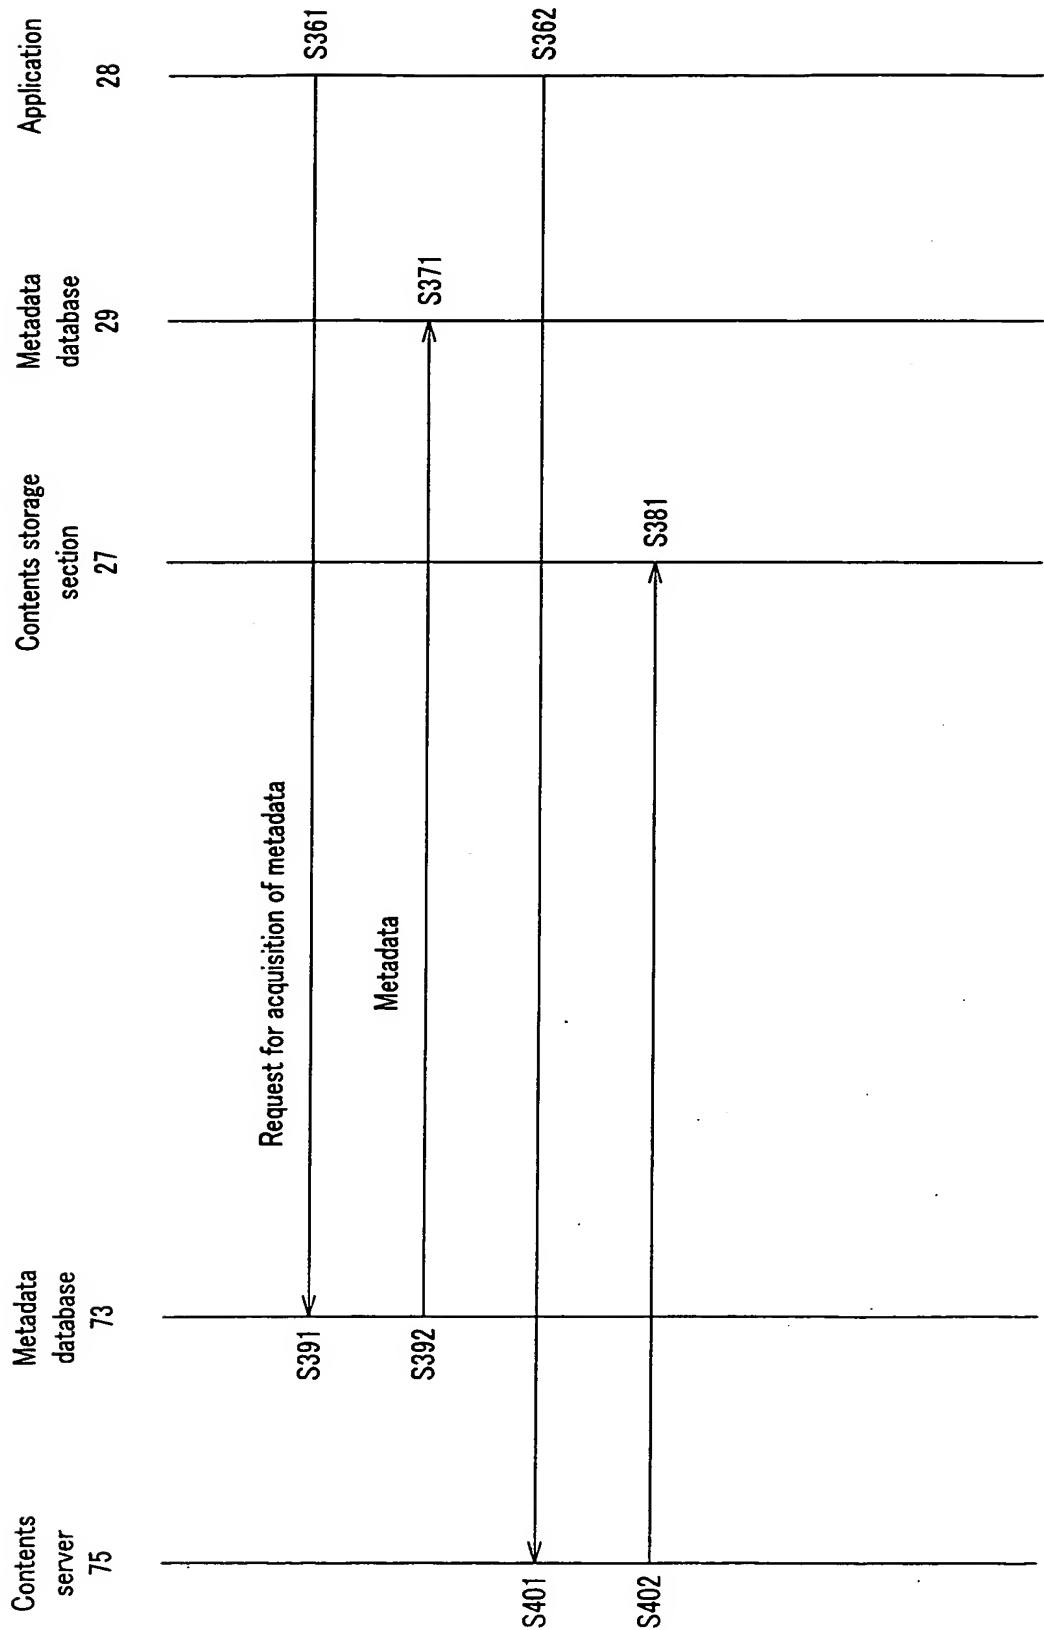 Contents
server
75
Metadata
database
73
Contents storage
section
27
Metadata
database
29
Application
28
S391
Request for acquisition of metadata
S361
S392
Metadata
S371
S401
S362
S402
S381